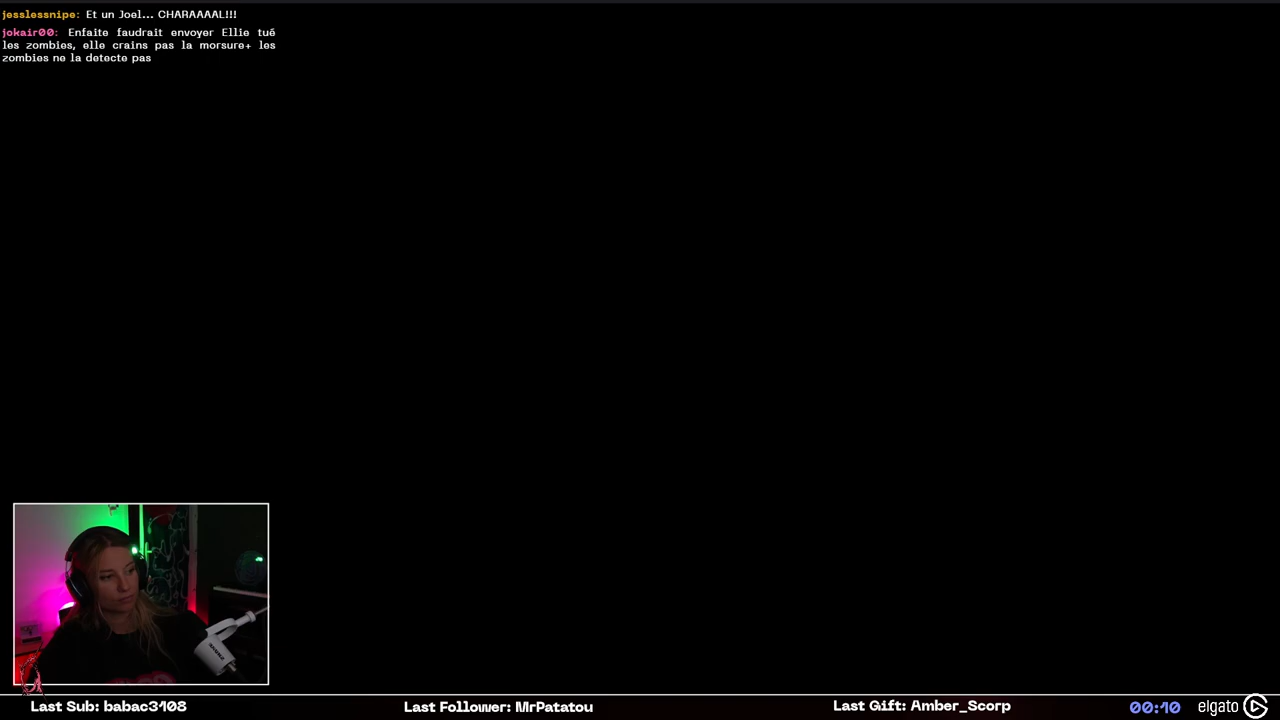 jesslessnipe: Et un Joel... CHARAAAAL!!!
jokair00: Enfaite faudrait envoyer Ellie tué
les zombies, elle crains pas la morsure+ les
zombies ne la detecte pas
Last Sub: babac3108
Last Follower: MrPatatou
Last Gift: Amber_Scorp
00:10
elgato